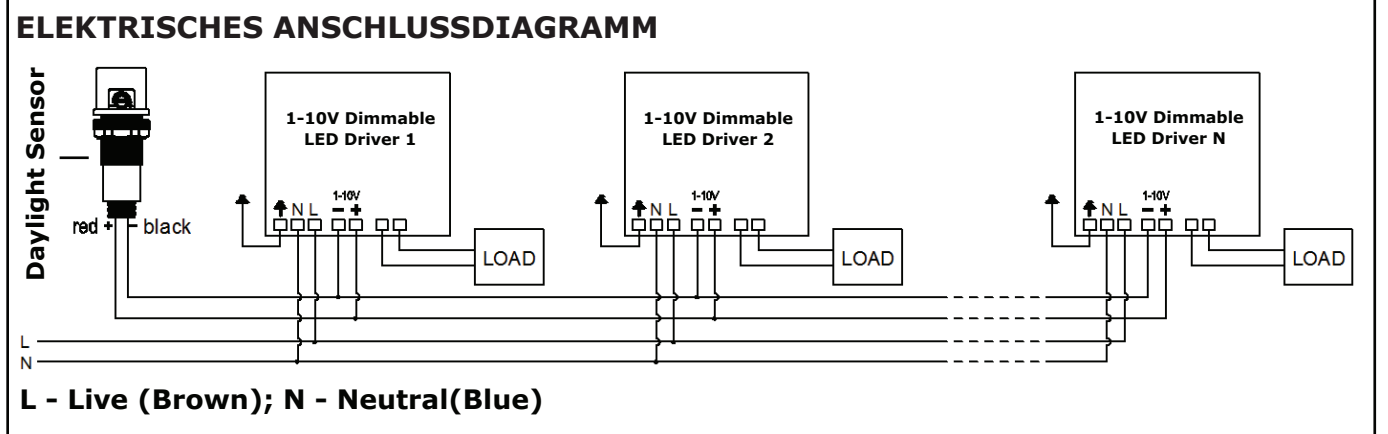 ELEKTRISCHES ANSCHLUSSDIAGRAMM
Daylight Sensor
red + - black
1-10V Dimmable
LED Driver 1
1-10V
N L - +
LOAD
1-10V Dimmable
LED Driver 2
1-10V
N L - +
LOAD
1-10V Dimmable
LED Driver N
1-10V
N L - +
LOAD
L
N
L - Live (Brown); N - Neutral(Blue)